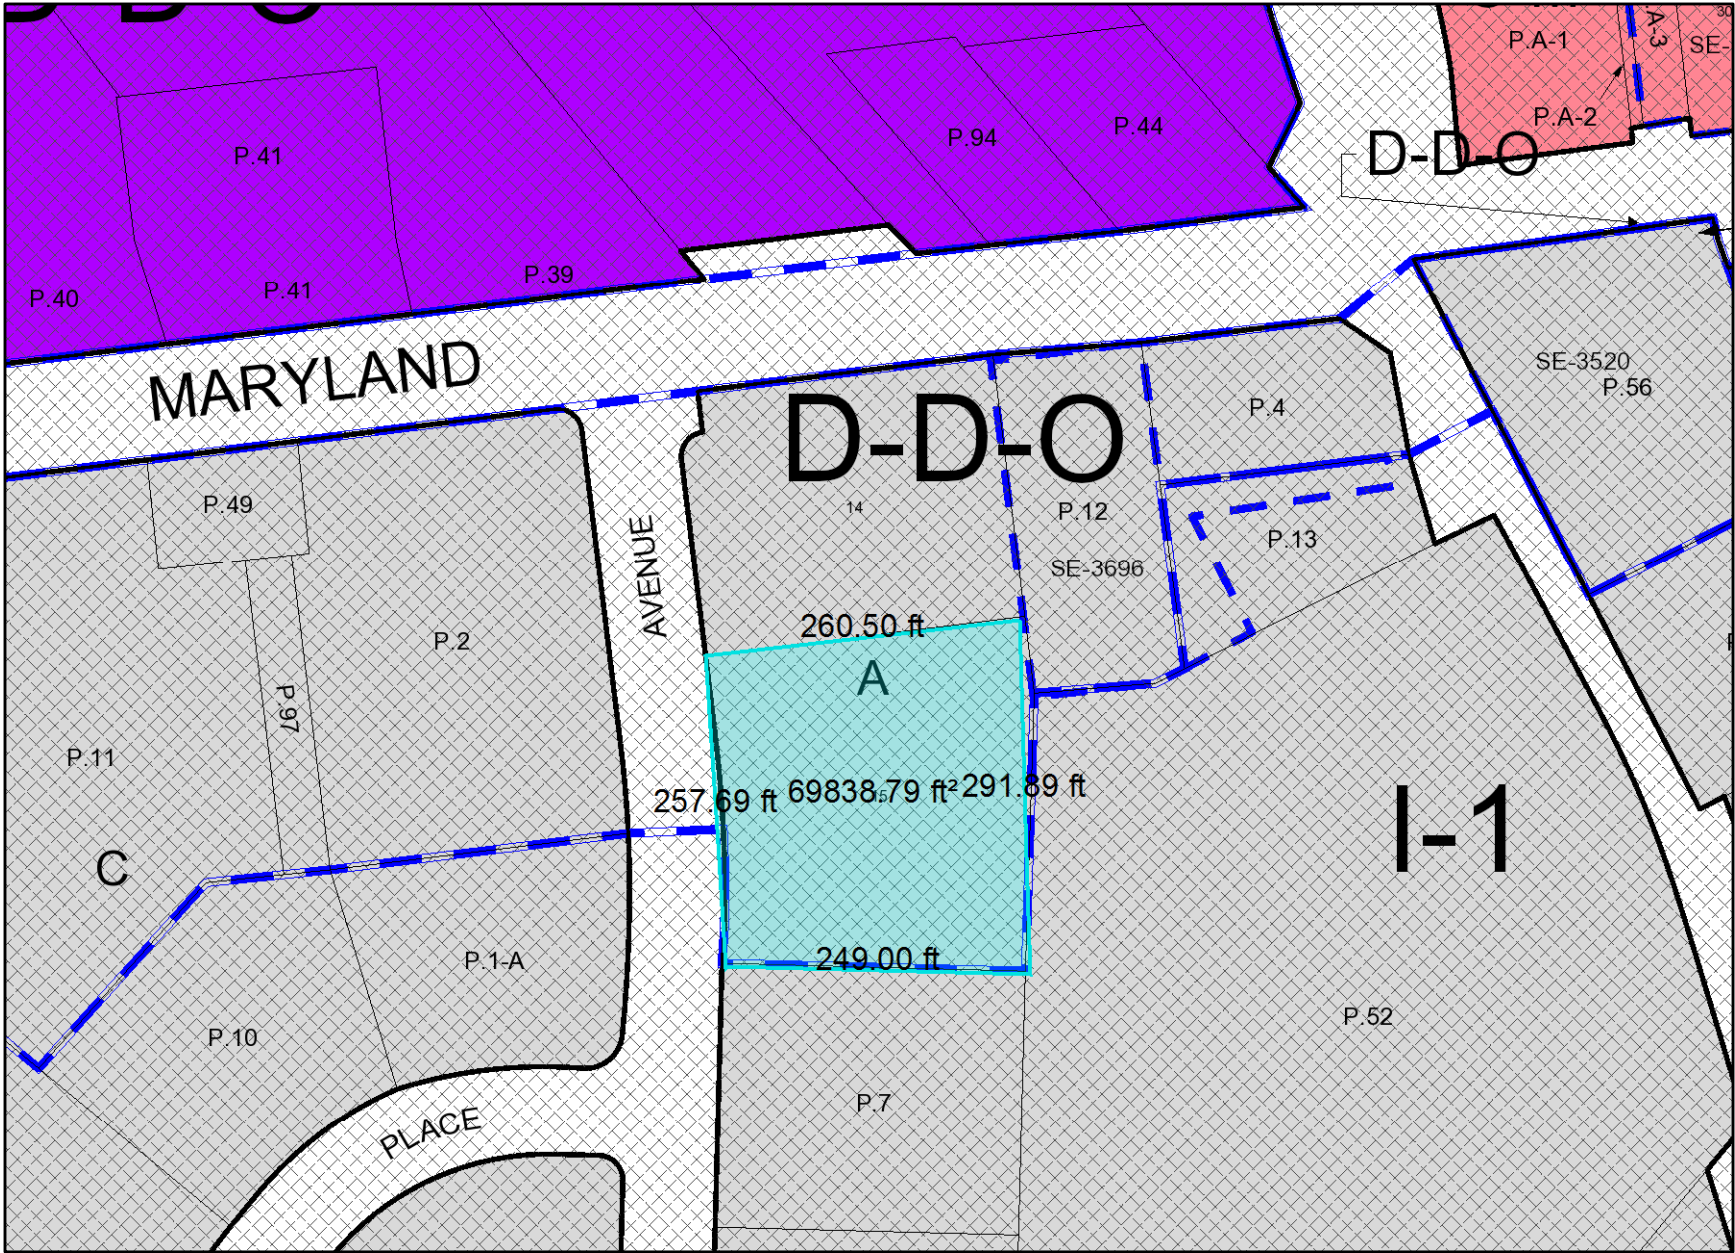 D-D-O
P.A-1
A-3
SE-
30
P.A-2
P.41
P.94
P.44
D-D-O
P.40
P.41
P.39
MARYLAND
SE-3520
P.56
D-D-O
P.4
P.49
14
P.12
P.13
AVENUE
SE-3696
260.50 ft
P.2
A
P.97
P.11
257.69 ft
69838.79 ft²
291.89 ft
I-1
C
P.1-A
249.00 ft
P.10
P.52
PLACE
P.7